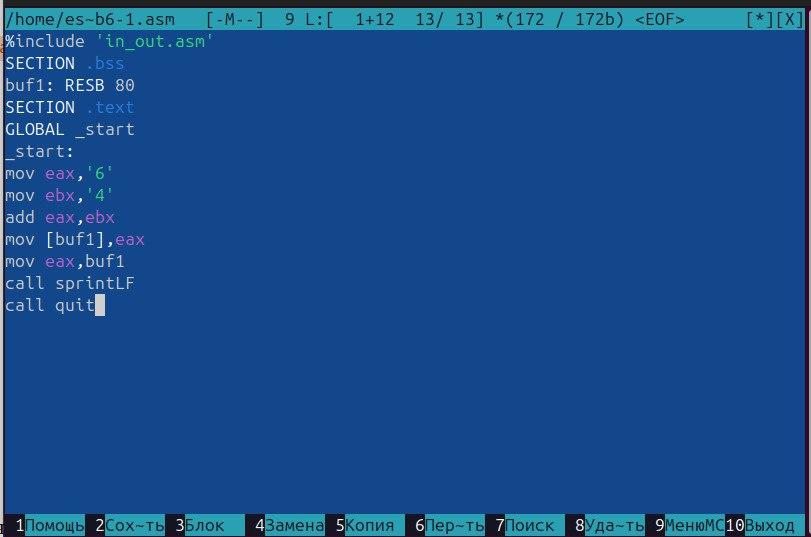 /home/es~b6-1.asm   [-M--]  9 L:[  1+12  13/ 13] *(172 / 172b) <EOF>      [*][X]
%include 'in_out.asm'
SECTION .bss
buf1: RESB 80
SECTION .text
GLOBAL _start
_start:
mov eax,'6'
mov ebx,'4'
add eax,ebx
mov [buf1],eax
mov eax,buf1
call sprintLF
call quit
1Помощь 2Сох~ть 3Блок 4Замена 5Копия 6Пер~ть 7Поиск 8Уда~ть 9МенюMC 10Выход